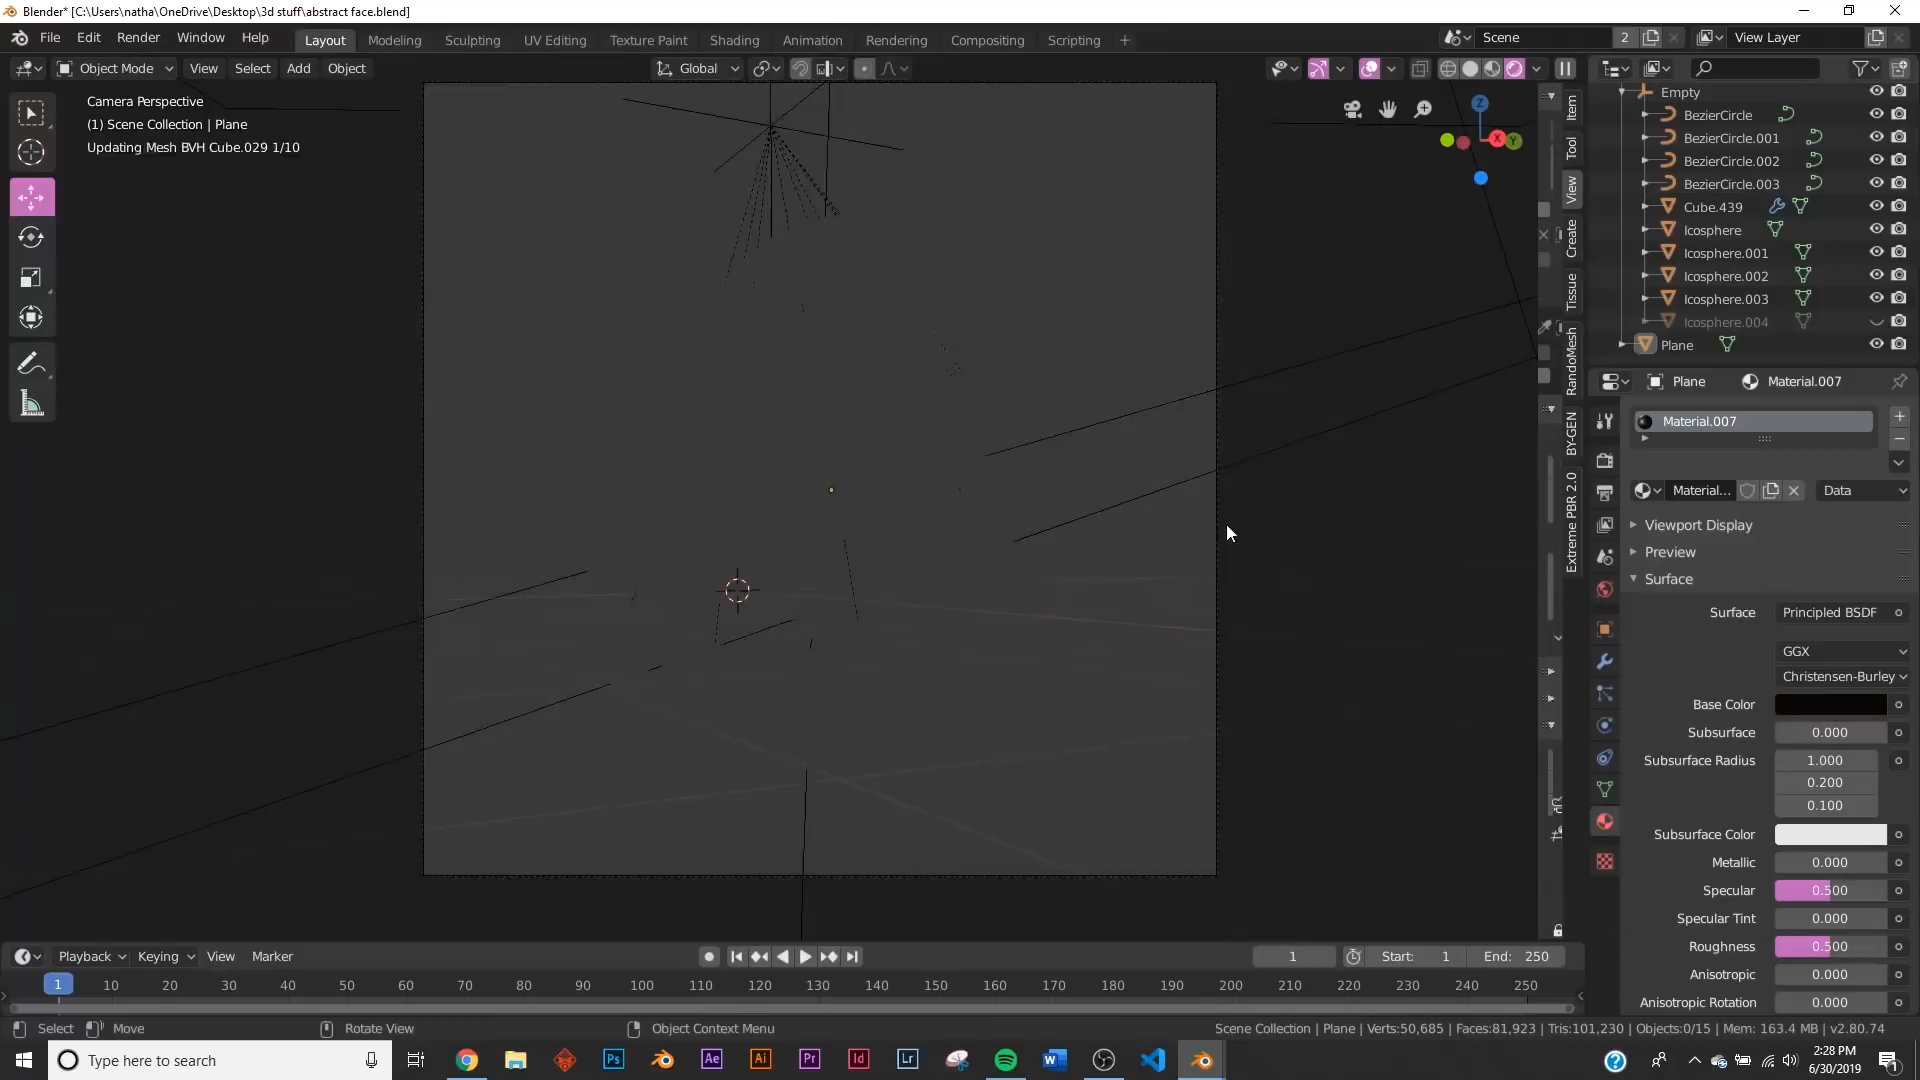 Blender* [C:\Users\natha\OneDrive\Desktop\3d stuff\abstract face.blend]
File Edit Render Window Help Layout Modeling Sculpting UV Editing Texture Paint Shading Animation Rendering Compositing Scripting + Scene 2 View Layer
Object Mode View Select Add Object Global
Camera Perspective
(1) Scene Collection | Plane
Updating Mesh BVH Cube.029 1/10
Z
X
Y
Item
Tool
View
Create
Tissue
RandoMesh
BY-GEN
Extreme PBR 2.0
Empty
BezierCircle
BezierCircle.001
BezierCircle.002
BezierCircle.003
Cube.439
Icosphere
Icosphere.001
Icosphere.002
Icosphere.003
Icosphere.004
Plane
Plane Material.007
Material.007
Material... Data
Viewport Display
Preview
Surface
Surface Principled BSDF
GGX
Christensen-Burley
Base Color
Subsurface 0.000
Subsurface Radius 1.000
0.200
0.100
Subsurface Color
Metallic 0.000
Specular 0.500
Specular Tint 0.000
Roughness 0.500
Anisotropic 0.000
Anisotropic Rotation 0.000
Playback Keying View Marker 1 Start: 1 End: 250
1 10 20 30 40 50 60 70 80 90 100 110 120 130 140 150 160 170 180 190 200 210 220 230 240 250
Select Move Rotate View Object Context Menu Scene Collection | Plane | Verts:50,685 | Faces:81,923 | Tris:101,230 | Objects:0/15 | Mem: 163.4 MB | v2.80.74
Type here to search Ps Ae Ai Pr Id Lr W
2:28 PM
6/30/2019
1